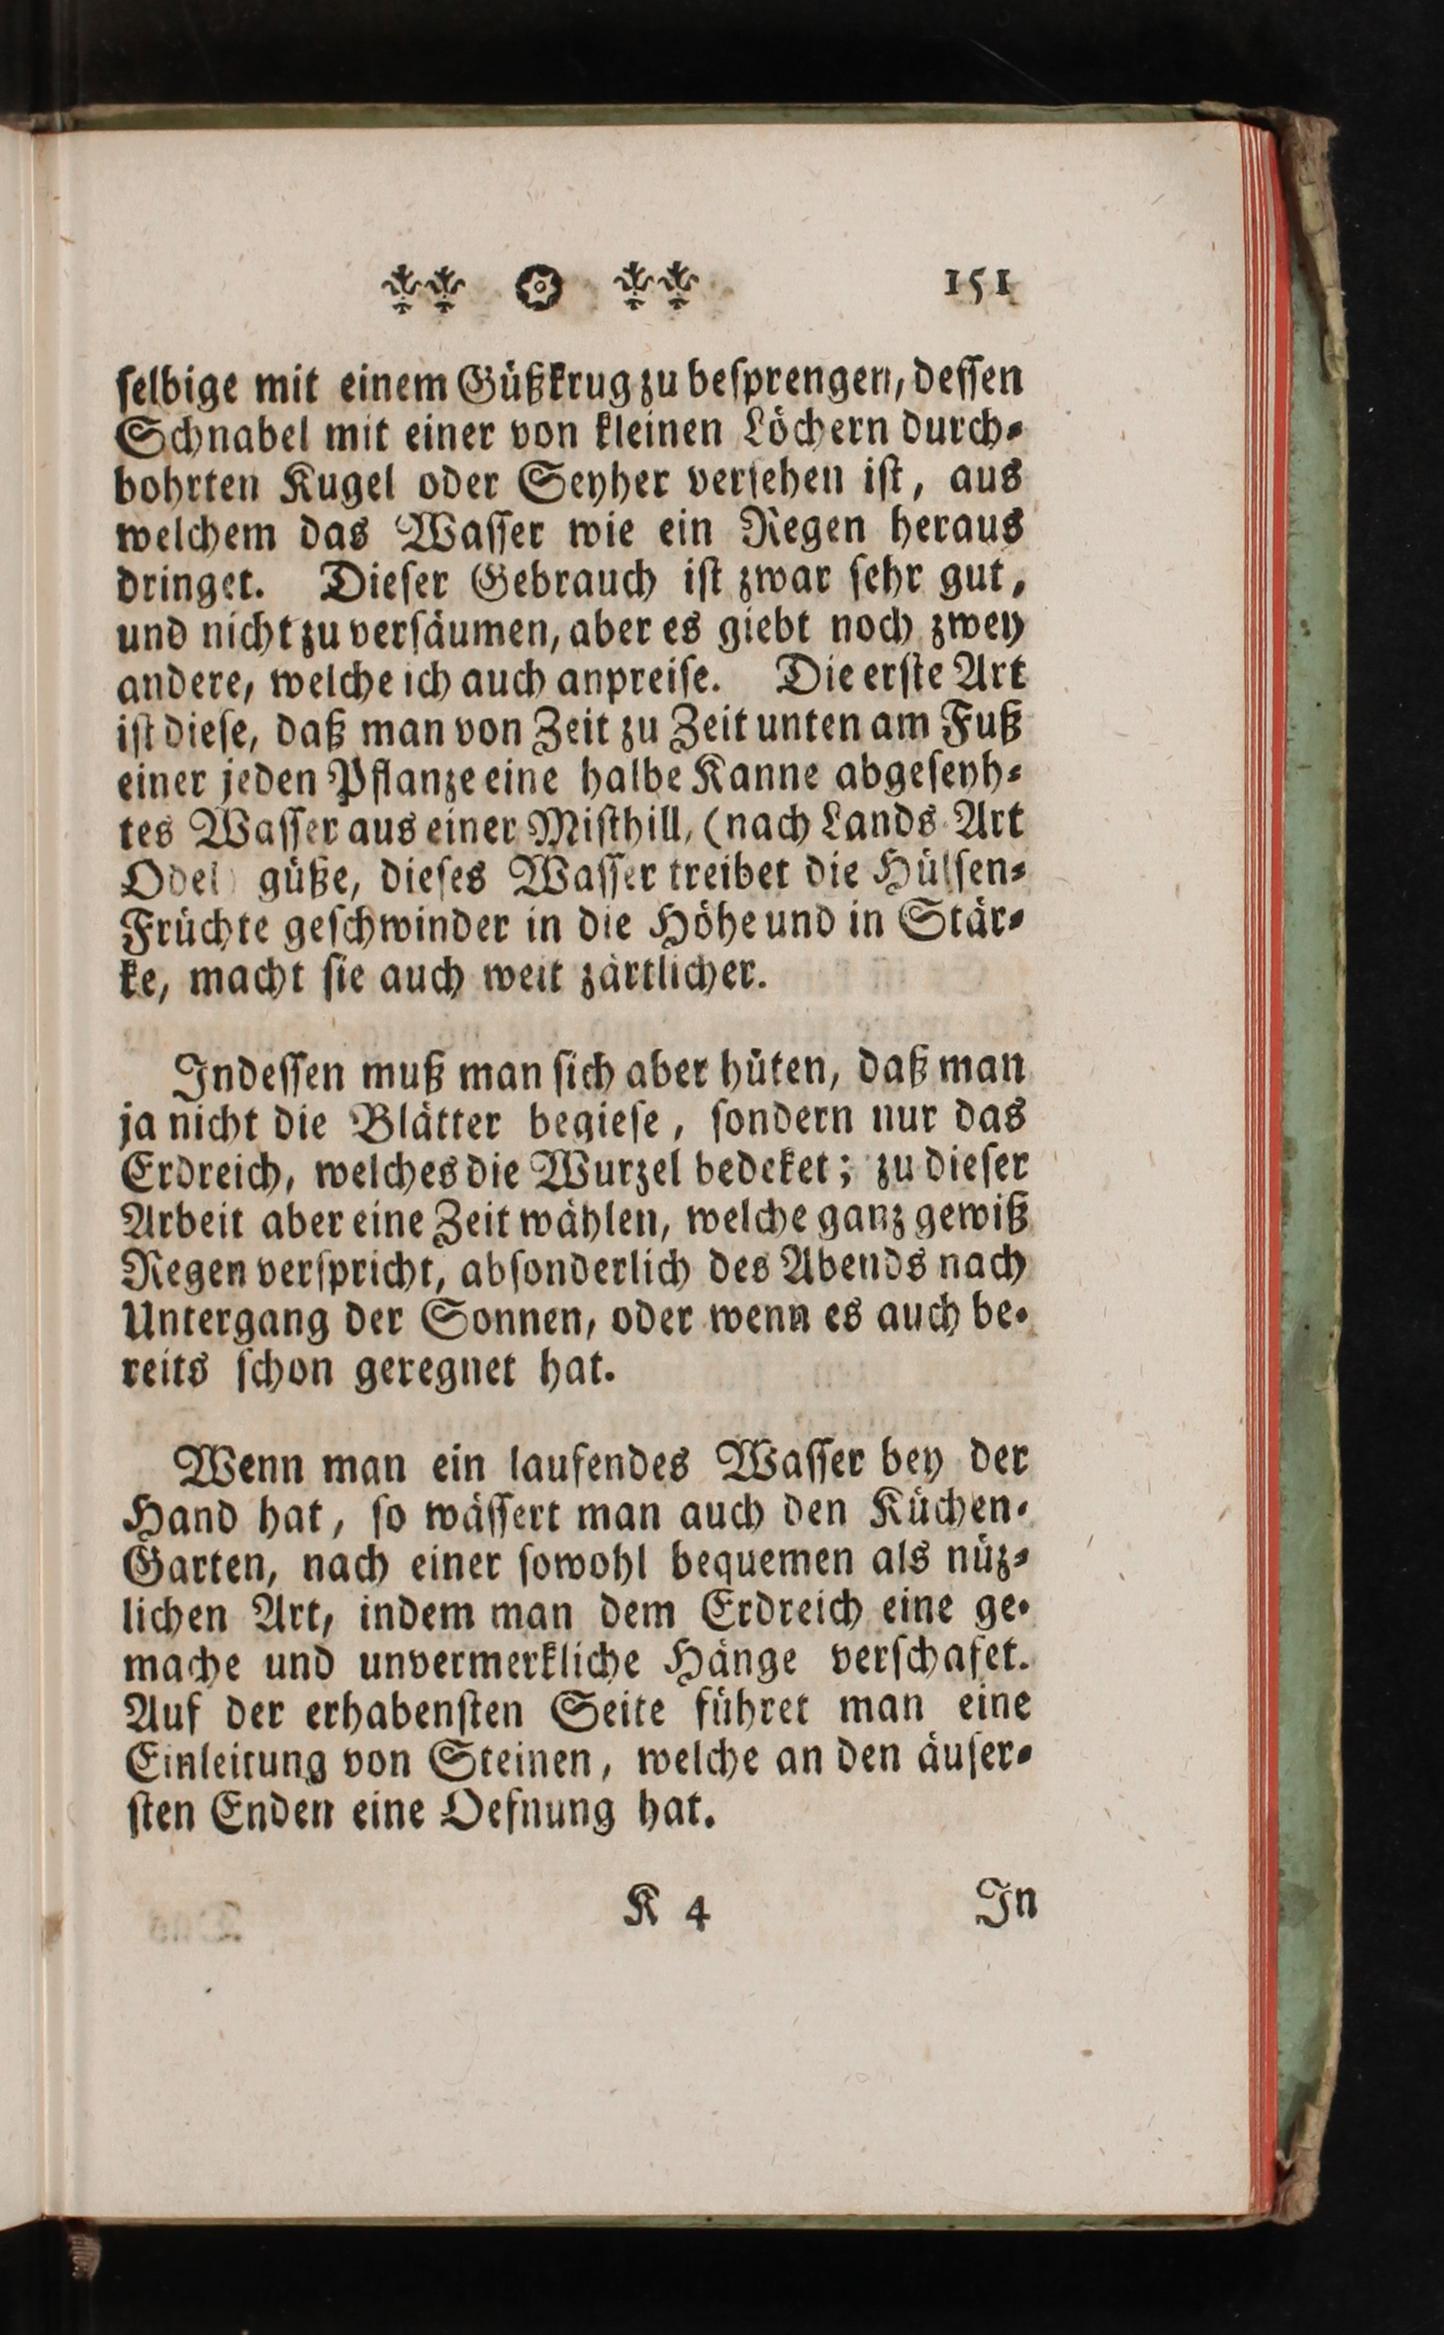 151
ſelbige mit einem Güßkrug zu beſprengen, deſſen
Schnabel mit einer von kleinen Löchern durch⸗
bohrten Kugel oder Seyher verſehen iſt, aus
welchem das Waſſer wie ein Regen heraus
dringet. Dieſer Gebrauch iſt zwar ſehr gut,
und nicht zu verſäumen, aber es giebt noch zwey
andere, welche ich auch anpreiſe. Die erſte Art
iſt dieſe, daß man von Zeit zu Zeit unten am Fuß
einer jeden Pflanze eine halbe Kanne abgeſeyh⸗
tes Waſſer aus einer Miſthill, (nach Lands Art
Odel) güße, dieſes Waſſer treibet die Hülſen⸗
Früchte geſchwinder in die Höhe und in Stär⸗
ke, macht ſie auch weit zärtlicher.
Indeſſen muß man ſich aber hüten, daß man
ja nicht die Blätter begieſe, ſondern nur das
Erdreich, welches die Wurzel bedeket; zu dieſer
Arbeit aber eine Zeit wählen, welche ganz gewiß
Regen verſpricht, abſonderlich des Abends nach
Untergang der Sonnen, oder wenn es auch be⸗
reits ſchon geregnet hat.
Wenn man ein laufendes Waſſer bey der
Hand hat, ſo wäſſert man auch den Küchen⸗
Garten, nach einer ſowohl bequemen als nüz⸗
lichen Art, indem man dem Erdreich eine ge⸗
mache und unvermerkliche Hänge verſchafet.
Auf der erhabenſten Seite führet man eine
Einleitung von Steinen, welche an den äuſer⸗
ſten Enden eine Oefnung hat.
K 4 In